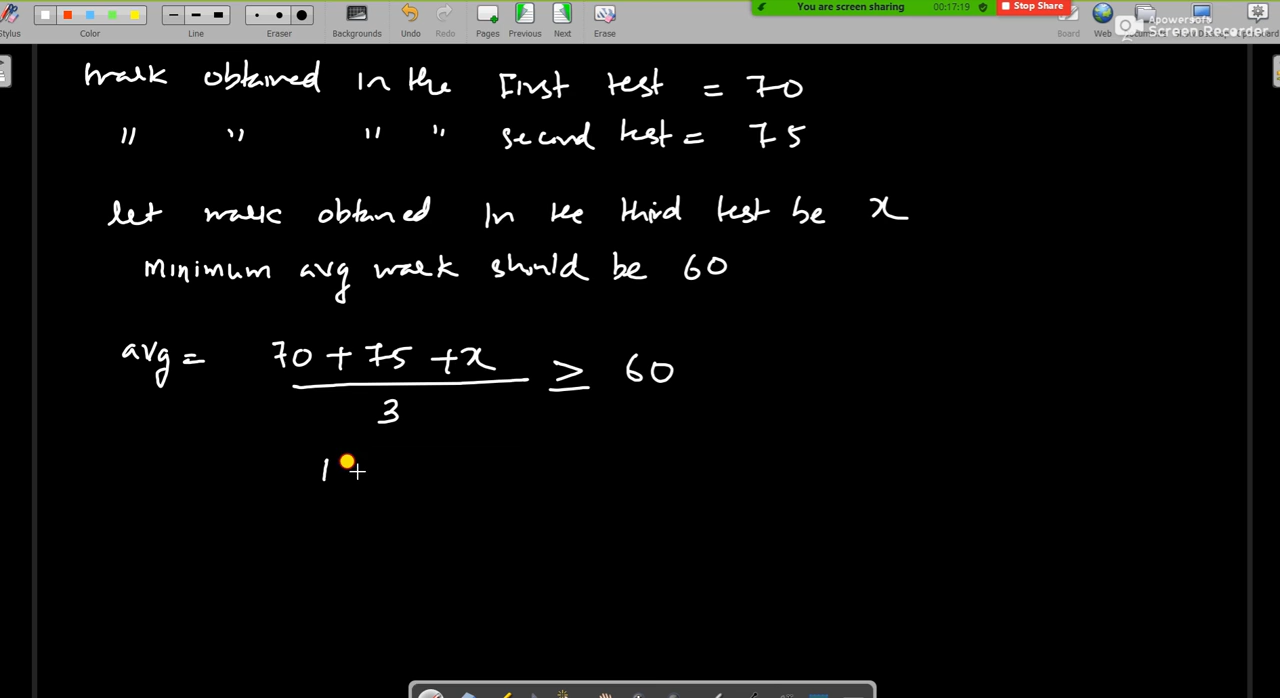 You are screen sharing 00:17:19 Stop Share
Stylus Color Line Eraser Backgrounds Undo Redo Pages Previous Next Erase Board Web
Apowersoft
Screen Recorder
Mark obtained in the First test = 70
" " " " second test = 75
let mark obtained in the third test be x
Minimum avg mark should be 60
avg = 70 + 75 + x / 3 ≥ 60
1